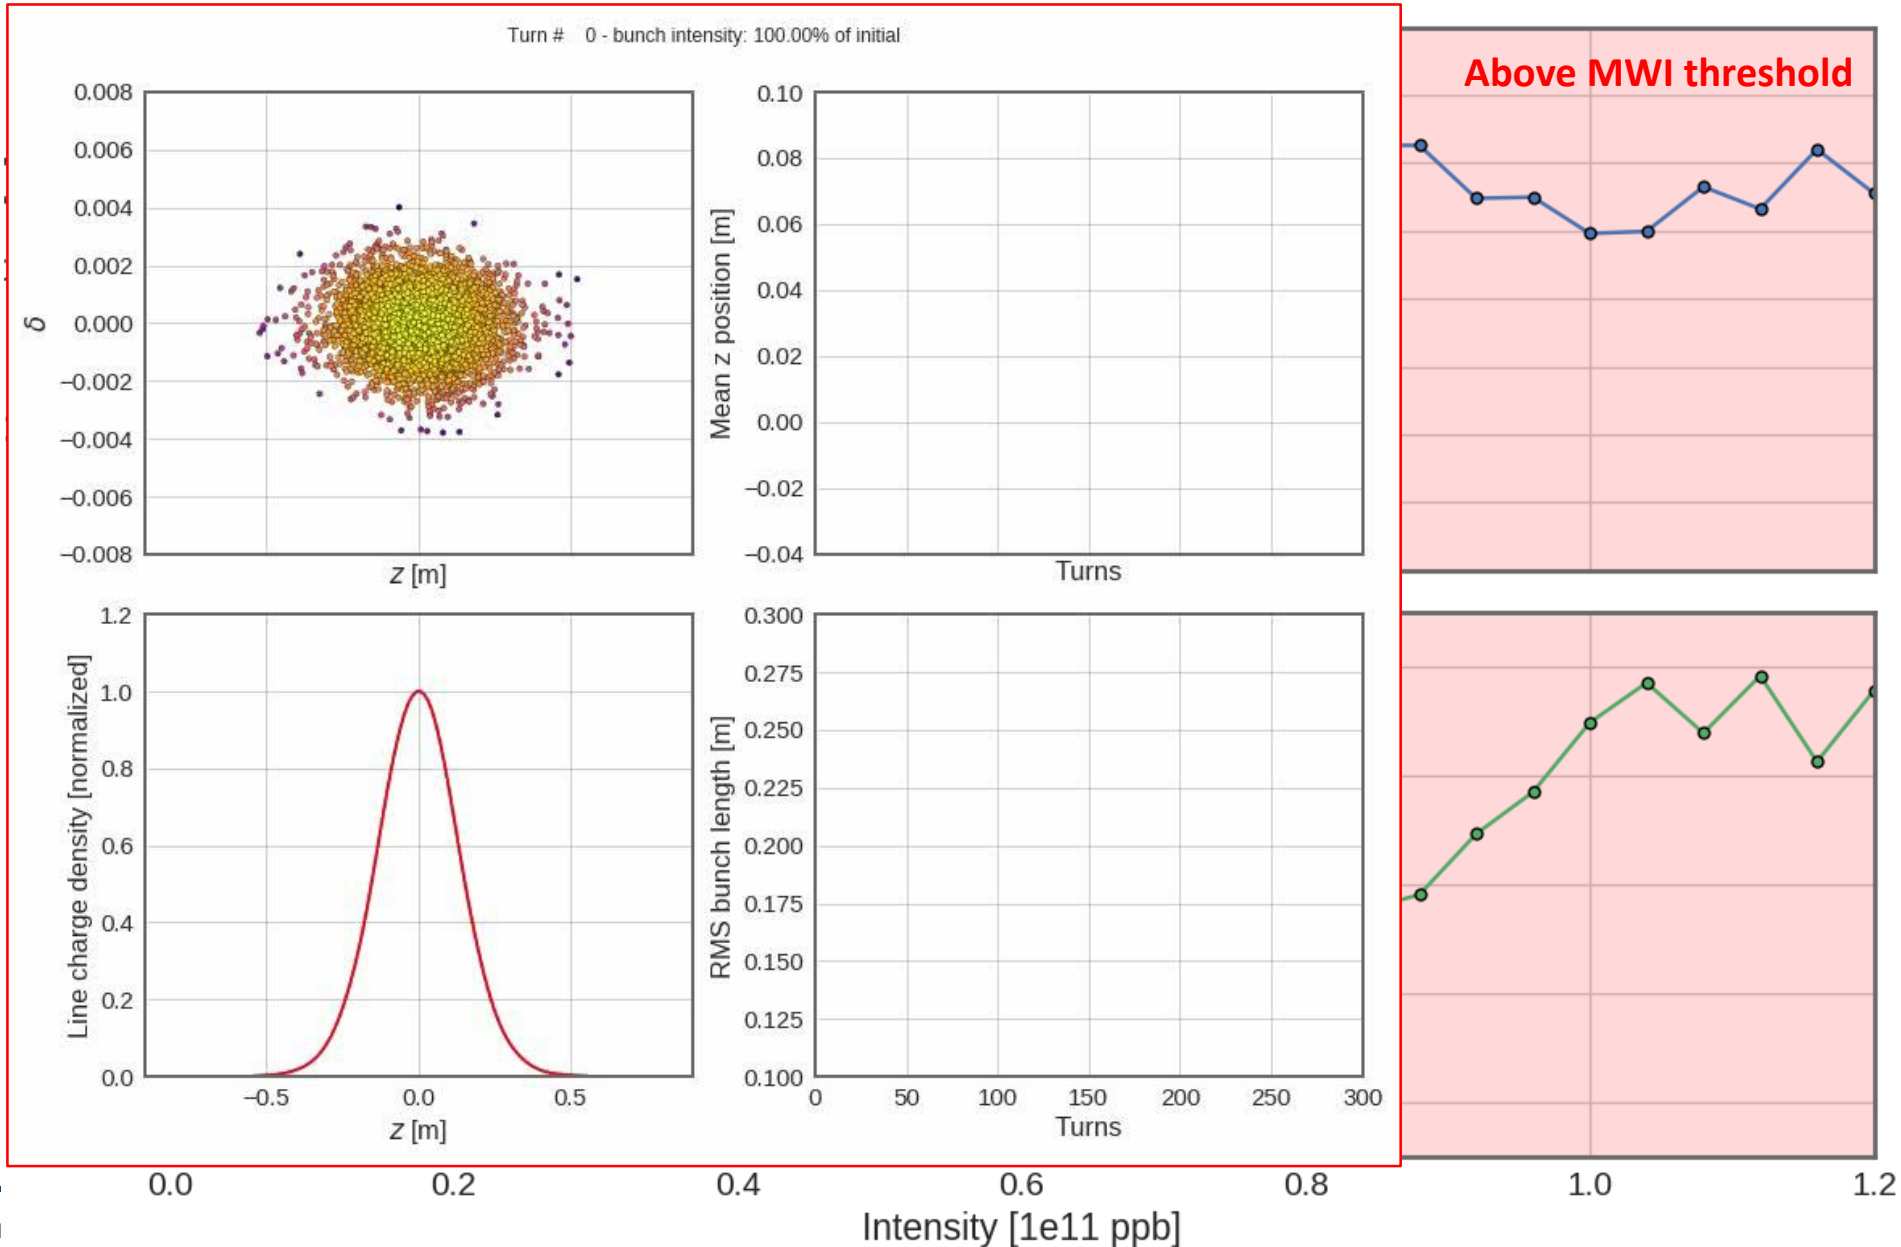 Turn # 0 - bunch intensity: 100.00% of initial
Above MWI threshold
0.008
0.006
0.004
0.002
0.000
−0.002
−0.004
−0.006
−0.008
δ
z [m]
0.10
0.08
0.06
0.04
0.02
0.00
−0.02
−0.04
Mean z position [m]
Turns
1.2
1.0
0.8
0.6
0.4
0.2
0.0
Line charge density [normalized]
−0.5 0.0 0.5
z [m]
0.300
0.275
0.250
0.225
0.200
0.175
0.150
0.125
0.100
RMS bunch length [m]
0 50 100 150 200 250 300
Turns
0.0 0.2 0.4 0.6 0.8 1.0 1.2
Intensity [1e11 ppb]